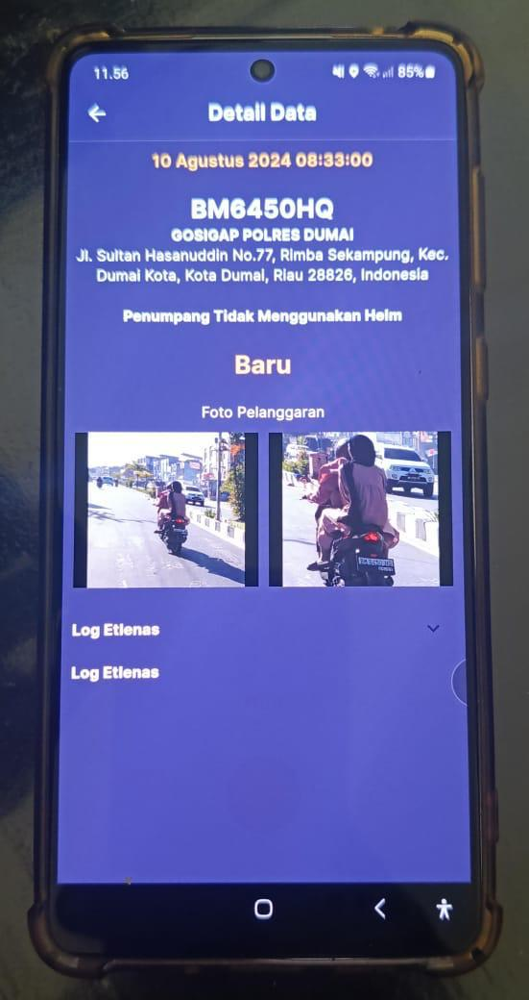 11.56
85%
Detail Data
10 Agustus 2024 08:33:00
BM6450HQ
GOSIGAP POLRES DUMAI
Jl. Sultan Hasanuddin No.77, Rimba Sekampung, Kec.
Dumai Kota, Kota Dumai, Riau 28826, Indonesia
Penumpang Tidak Menggunakan Helm
Baru
Foto Pelanggaran
Log Etlenas
Log Etlenas